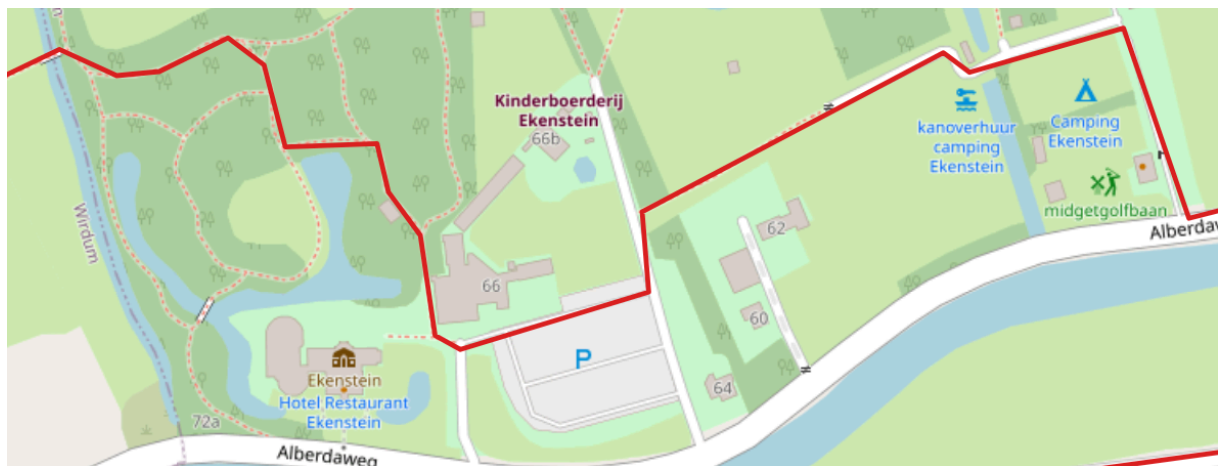 Kinderboerderij
Ekenstein
66b
kanoverhuur
camping
Ekenstein
Camping
Ekenstein
midgetgolfbaan
Wirdum
62
Alberdaw
66
60
P
64
Ekenstein
Hotel Restaurant
Ekenstein
72a
Alberdaweg